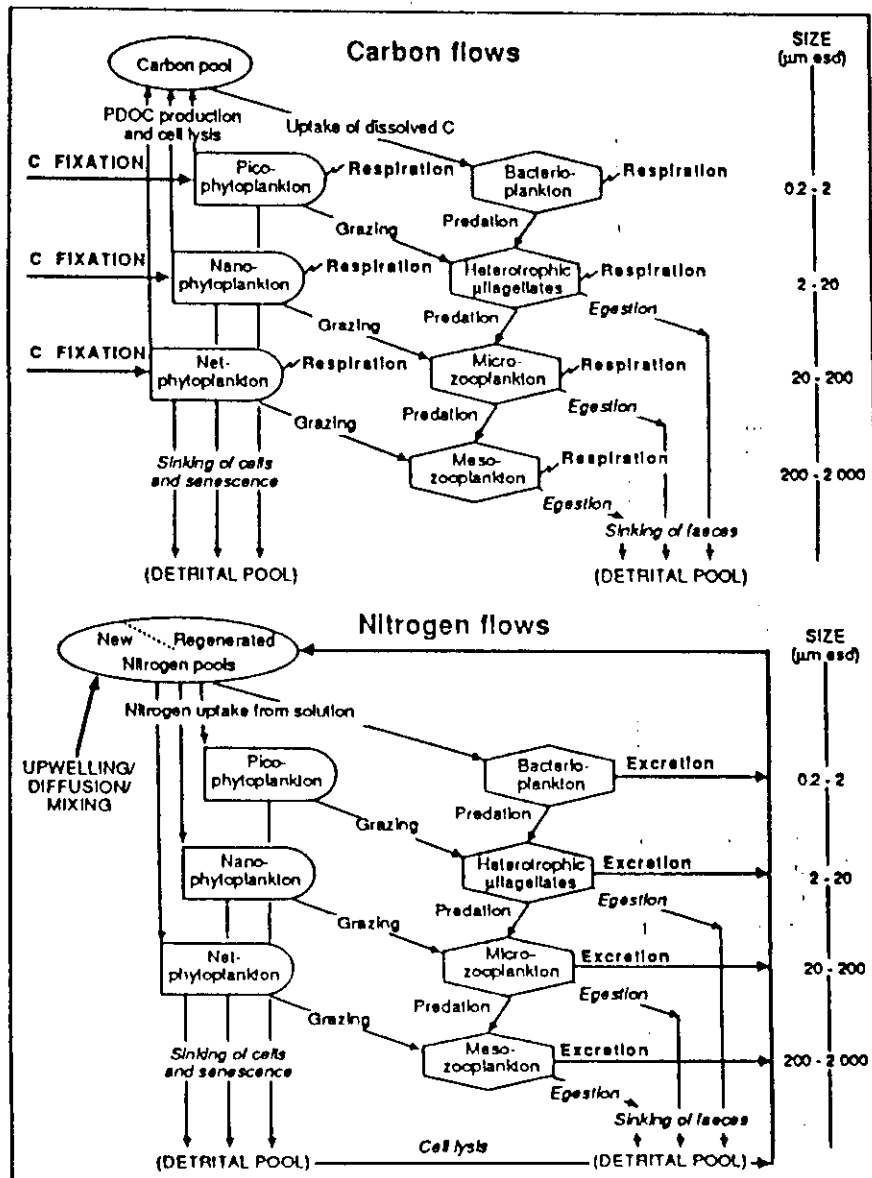 Carbon flows
SIZE
(µm esd)
Carbon pool
PDOC production
and cell lysis
Uptake of dissolved C
C FIXATION
Pico-
phytoplankton
Respiration
Bacterio-
plankton
Respiration
0.2 - 2
Grazing
Predation
C FIXATION
Nano-
phytoplankton
Respiration
Heterotrophic
µflagellates
Respiration
2 - 20
Egestion
Grazing
Predation
C FIXATION
Net-
phytoplankton
Respiration
Micro-
zooplankton
Respiration
20 - 200
Egestion
Grazing
Predation
Meso-
zooplankton
Respiration
200 - 2 000
Sinking of cells
and senescence
Egestion
Sinking of faeces
(DETRITAL POOL)
(DETRITAL POOL)
Nitrogen flows
SIZE
(µm esd)
New Regenerated
Nitrogen pools
Nitrogen uptake from solution
UPWELLING/
DIFFUSION/
MIXING
Pico-
phytoplankton
Bacterio-
plankton
Excretion
0.2 - 2
Grazing
Predation
Nano-
phytoplankton
Heterotrophic
µflagellates
Excretion
2 - 20
Egestion
Grazing
Predation
Net-
phytoplankton
Micro-
zooplankton
Excretion
20 - 200
Egestion
Grazing
Predation
Meso-
zooplankton
Excretion
200 - 2 000
Sinking of cells
and senescence
Egestion
Sinking of faeces
Cell lysis
(DETRITAL POOL)
(DETRITAL POOL)